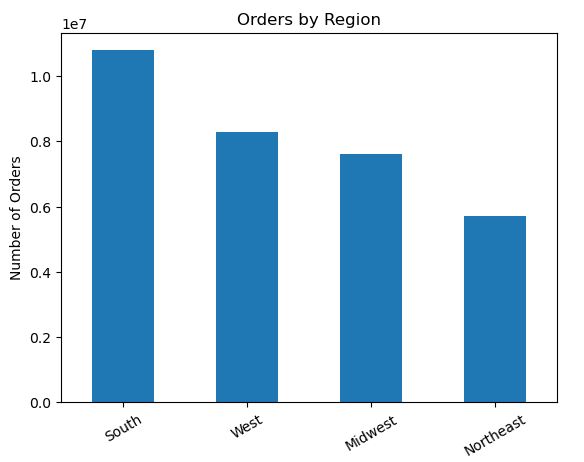 Orders by Region
1e7
Number of Orders
1.0
0.8
0.6
0.4
0.2
0.0
South
West
Midwest
Northeast